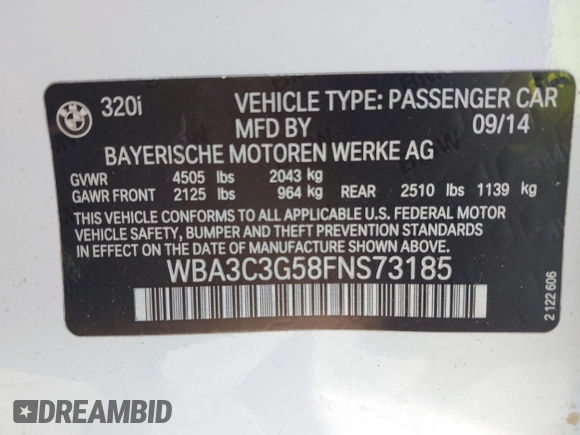 BMW 320i VEHICLE TYPE: PASSENGER CAR
MFD BY 09/14
BAYERISCHE MOTOREN WERKE AG
GVWR 4505 lbs 2043 kg
GAWR FRONT 2125 lbs 964 kg REAR 2510 lbs 1139 kg
THIS VEHICLE CONFORMS TO ALL APPLICABLE U.S. FEDERAL MOTOR
VEHICLE SAFETY, BUMPER AND THEFT PREVENTION STANDARDS IN
EFFECT ON THE DATE OF MANUFACTURE SHOWN ABOVE.
WBA3C3G58FNS73185
2 122 606
DREAMBID